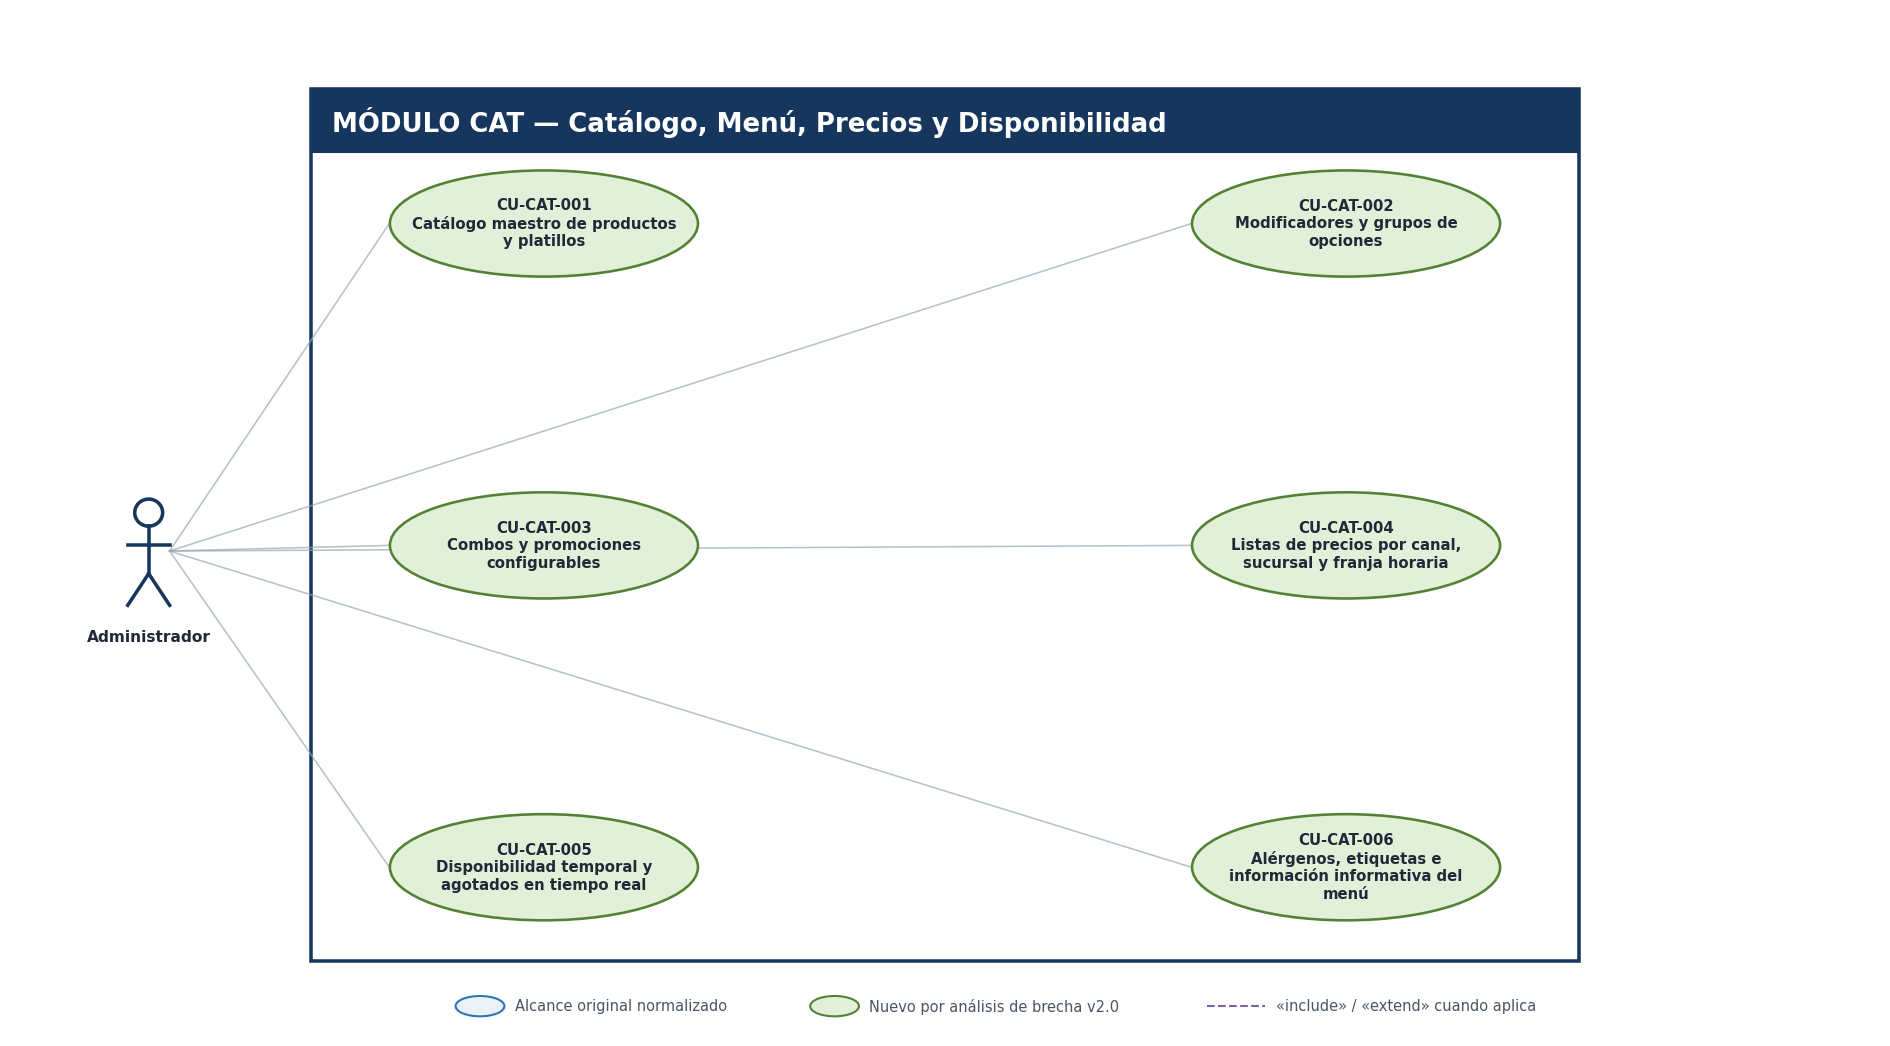 MÓDULO CAT — Catálogo, Menú, Precios y Disponibilidad
CU-CAT-001
Catálogo maestro de productos
y platillos
CU-CAT-002
Modificadores y grupos de
opciones
CU-CAT-003
Combos y promociones
configurables
CU-CAT-004
Listas de precios por canal,
sucursal y franja horaria
Administrador
CU-CAT-005
Disponibilidad temporal y
agotados en tiempo real
CU-CAT-006
Alérgenos, etiquetas e
información informativa del
menú
Alcance original normalizado
Nuevo por análisis de brecha v2.0
«include» / «extend» cuando aplica